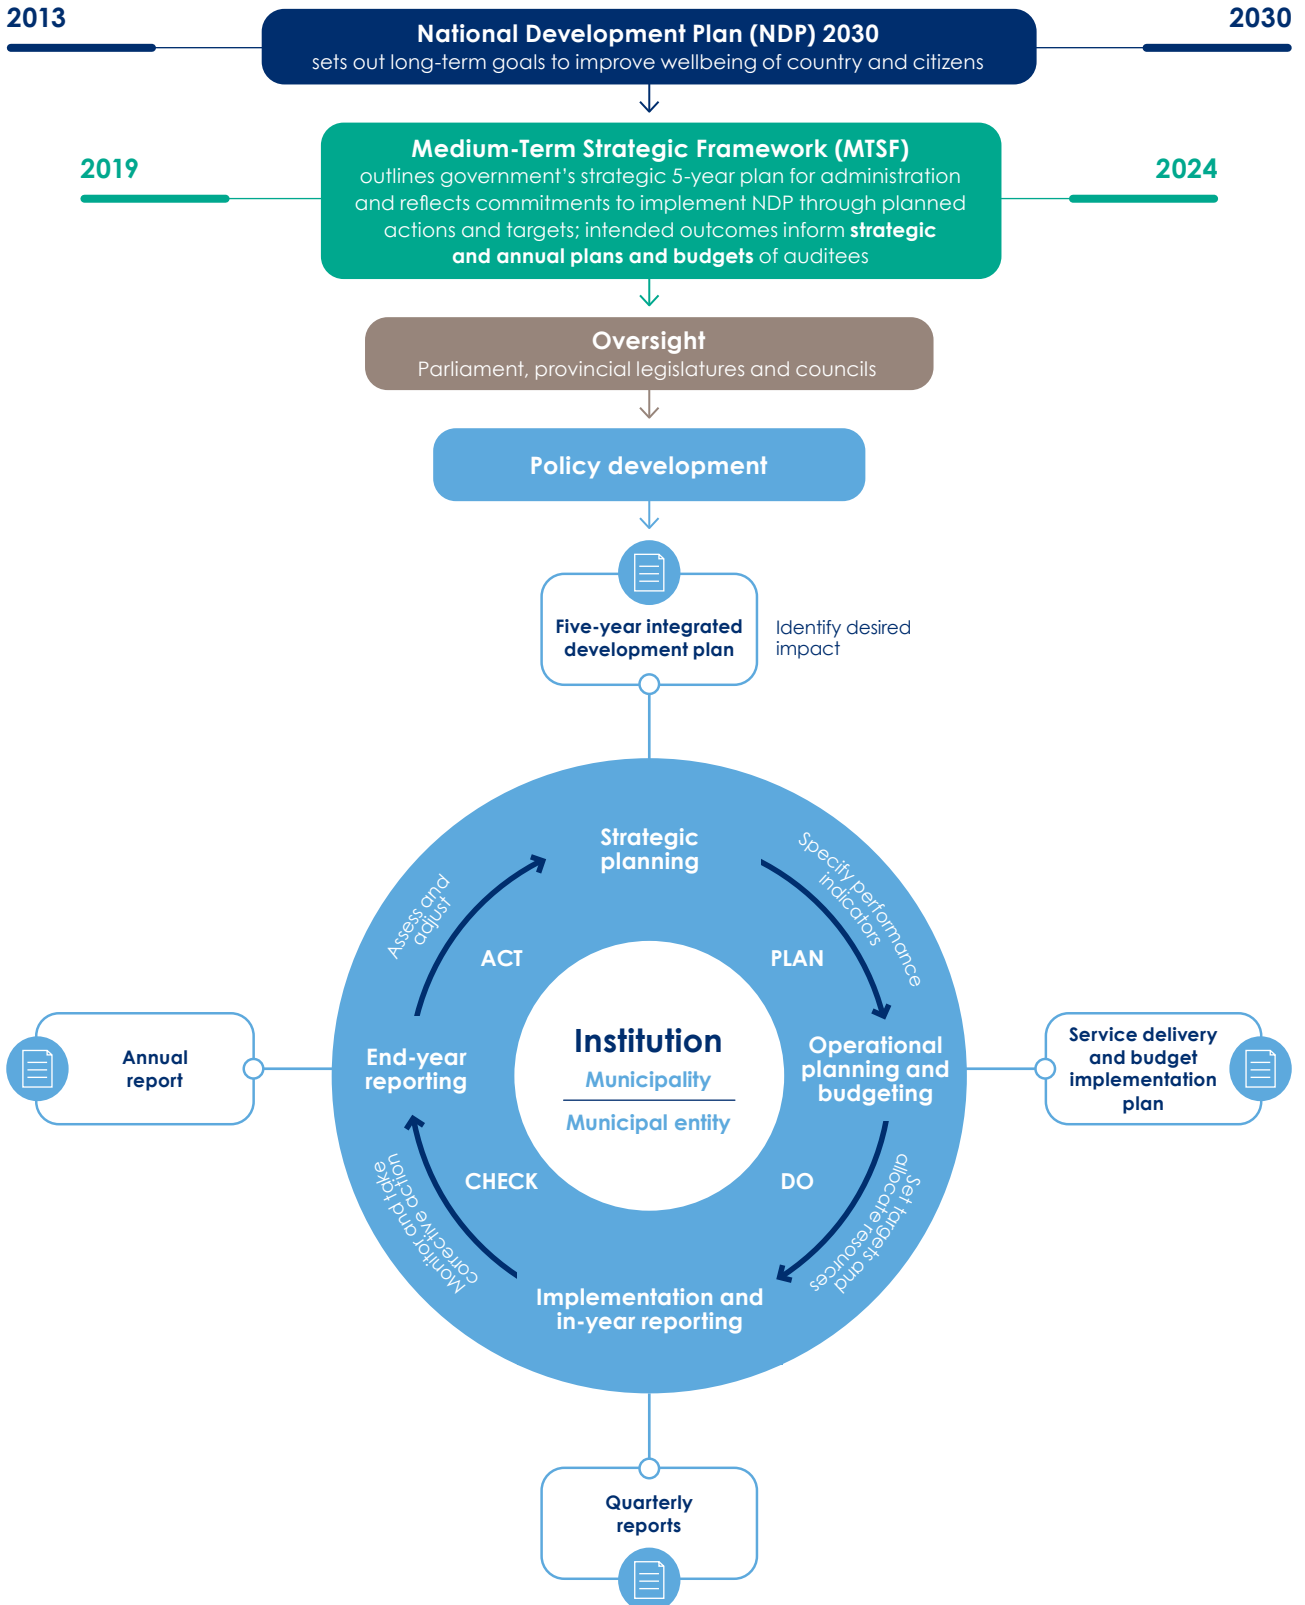 2013
National Development Plan (NDP) 2030
2030
sets out long-term goals to improve wellbeing of country and citizens
2019
Medium-Term Strategic Framework (MTSF)
2024
outlines government’s strategic 5-year plan for administration
and reflects commitments to implement NDP through planned
actions and targets; intended outcomes inform strategic
and annual plans and budgets of auditees
Oversight
Parliament, provincial legislatures and councils
Policy development
Five-year integrated
development plan
Identify desired
impact
Strategic
planning
Specify performance
indicators
PLAN
Operational
planning and
budgeting
Service delivery
and budget
implementation
plan
Set targets and
allocate resources
DO
Implementation and
in-year reporting
Quarterly
reports
Monitor and take
corrective action
CHECK
End-year
reporting
Annual
report
Assess and
adjust
ACT
Institution
Municipality
Municipal entity